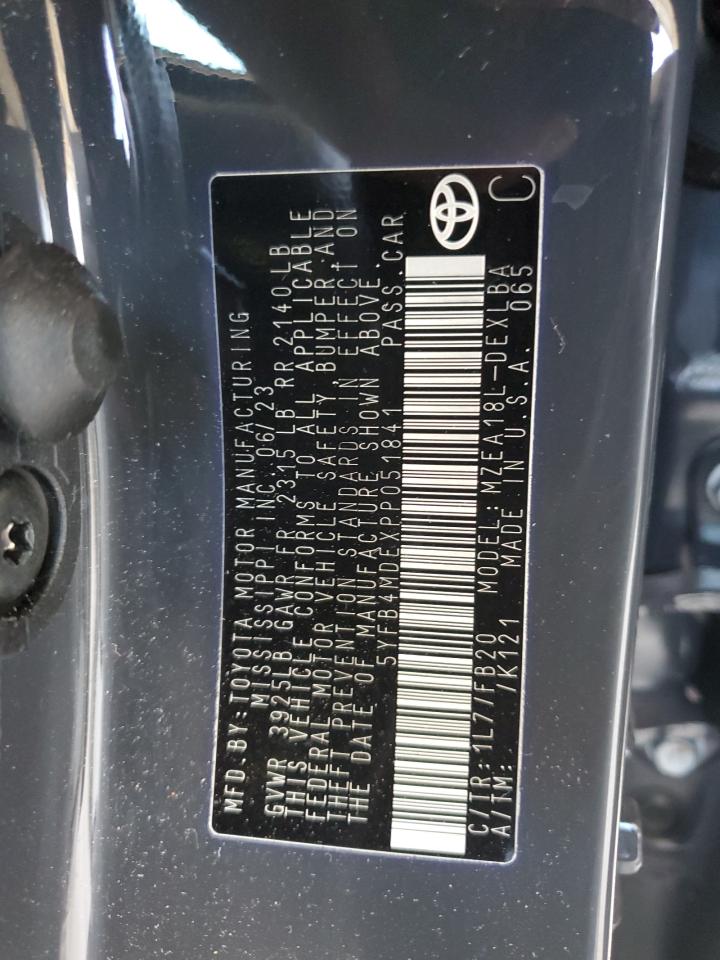 MFD. BY: TOYOTA MOTOR MANUFACTURING
MISSISSIPPI INC. 06/23
GVWR 3925LB GAWR FR 2315 LB RR 2140LB
THIS VEHICLE CONFORMS TO ALL APPLICABLE
FEDERAL MOTOR VEHICLE SAFETY, BUMPER, AND
THEFT PREVENTION STANDARDS IN EFFECT ON
THE DATE OF MANUFACTURE SHOWN ABOVE.
5YFB4MDEXPP051841 PASS. CAR
C/TR: 1L7/FB20 MODEL: MZEA18L-DEXLBA
A/TM: /K121 MADE IN U.S.A. 065
C